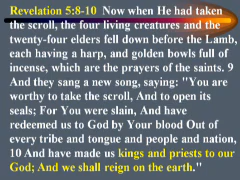 Revelation 5:8-10 Now when He had taken
the scroll, the four living creatures and the
twenty-four elders fell down before the Lamb,
each having a harp, and golden bowls full of
incense, which are the prayers of the saints. 9
And they sang a new song, saying: "You are
worthy to take the scroll, And to open its
seals; For You were slain, And have
redeemed us to God by Your blood Out of
every tribe and tongue and people and nation,
10 And have made us kings and priests to our
God; And we shall reign on the earth."